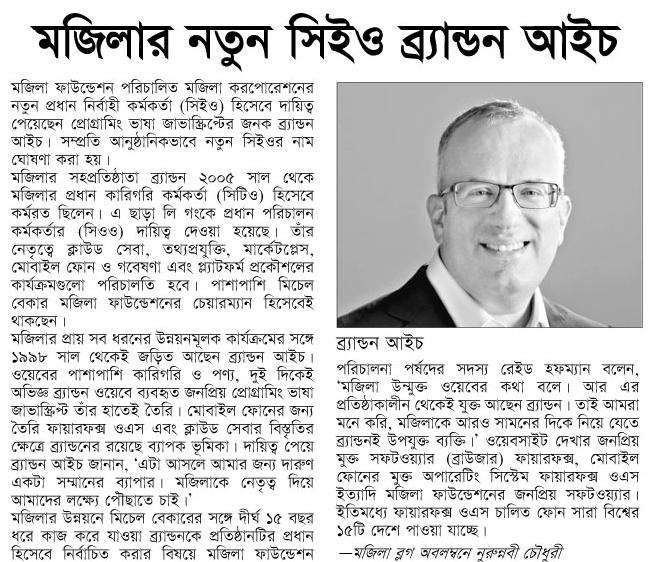 মজিলার নতুন সিইও ব্র্যান্ডন আইচ
মজিলা ফাউন্ডেশন পরিচালিত মজিলা করপোরেশনের
নতুন প্রধান নির্বাহী কর্মকর্তা (সিইও) হিসেবে দায়িত্ব
পেয়েছেন প্রোগ্রামিং ভাষা জাভাস্ক্রিপ্টের জনক ব্র্যান্ডন
আইচ। সম্প্রতি আনুষ্ঠানিকভাবে নতুন সিইওর নাম
ঘোষণা করা হয়।
মজিলার সহপ্রতিষ্ঠাতা ব্র্যান্ডন ২০০৫ সাল থেকে
মজিলার প্রধান কারিগরি কর্মকর্তা (সিটিও) হিসেবে
কর্মরত ছিলেন। এ ছাড়া লি গংকে প্রধান পরিচালন
কর্মকর্তার (সিওও) দায়িত্ব দেওয়া হয়েছে। তাঁর
নেতৃত্বে ক্লাউড সেবা, তথ্যপ্রযুক্তি, মার্কেটপ্লেস,
মোবাইল ফোন ও গবেষণা এবং প্ল্যাটফর্ম প্রকৌশলের
কার্যক্রমগুলো পরিচালতি হবে। পাশাপাশি মিচেল
বেকার মজিলা ফাউন্ডেশনের চেয়ারম্যান হিসেবেই
থাকছেন।
মজিলার প্রায় সব ধরনের উন্নয়নমূলক কার্যক্রমের সঙ্গে
১৯৯৮ সাল থেকেই জড়িত আছেন ব্র্যান্ডন আইচ।
ওয়েবের পাশাপাশি কারিগরি ও পণ্য, দুই দিকেই
অভিজ্ঞ ব্র্যান্ডন ওয়েবে ব্যবহৃত জনপ্রিয় প্রোগ্রামিং ভাষা
জাভাস্ক্রিপ্ট তাঁর হাতেই তৈরি। মোবাইল ফোনের জন্য
তৈরি ফায়ারফক্স ওএস এবং ক্লাউড সেবার বিস্তৃতির
ক্ষেত্রে ব্র্যান্ডনের রয়েছে ব্যাপক ভূমিকা। দায়িত্ব পেয়ে
ব্র্যান্ডন আইচ জানান, ‘এটা আসলে আমার জন্য দারুণ
একটা সম্মানের ব্যাপার। মজিলাকে নেতৃত্ব দিয়ে
আমাদের লক্ষ্যে পৌছাতে চাই।’
মজিলার উন্নয়নে মিচেল বেকারের সঙ্গে দীর্ঘ ১৫ বছর
ধরে কাজ করে যাওয়া ব্র্যান্ডনকে প্রতিষ্ঠানটির প্রধান
হিসেবে নির্বাচিত করার বিষয়ে মজিলা ফাউন্ডেশন
ব্র্যান্ডন আইচ
পরিচালনা পর্ষদের সদস্য রেইড হফম্যান বলেন,
‘মজিলা উন্মুক্ত ওয়েবের কথা বলে। আর এর
প্রতিষ্ঠাকালীন থেকেই যুক্ত আছেন ব্র্যান্ডন। তাই আমরা
মনে করি, মজিলাকে আরও সামনের দিকে নিয়ে যেতে
ব্র্যান্ডনই উপযুক্ত ব্যক্তি।’ ওয়েবসাইট দেখার জনপ্রিয়
মুক্ত সফটওয়্যার (ব্রাউজার) ফায়ারফক্স, মোবাইল
ফোনের মুক্ত অপারেটিং সিস্টেম ফায়ারফক্স ওএস
ইত্যাদি মজিলা ফাউন্ডেশনের জনপ্রিয় সফটওয়্যার।
ইতিমধ্যে ফায়ারফক্স ওএস চালিত ফোন সারা বিশ্বের
১৫টি দেশে পাওয়া যাচ্ছে।
—মজিলা ব্লগ অবলম্বনে নুরুন্নবী চৌধুরী